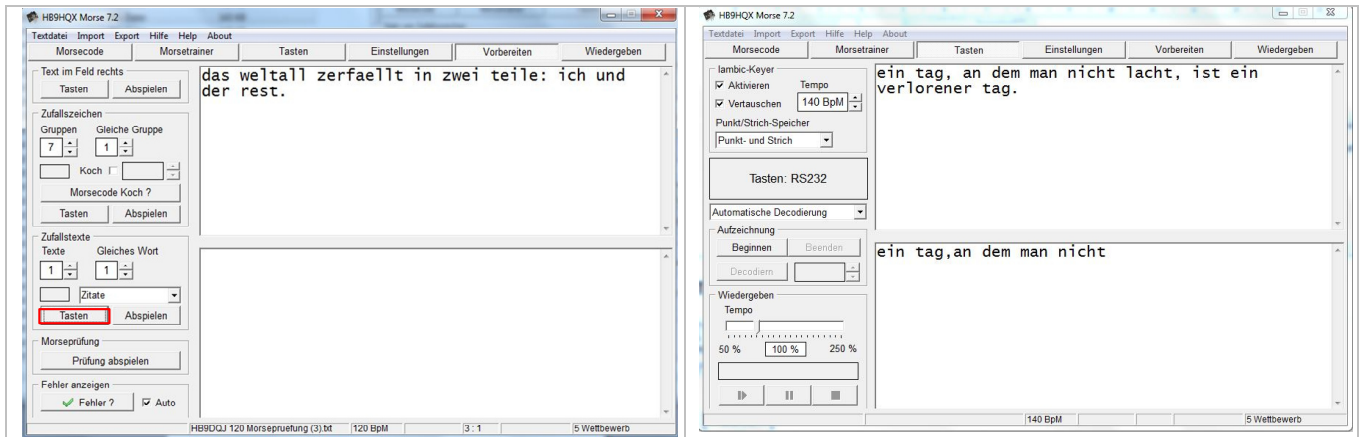 HB9HQX Morse 7.2
Textdatei Import Export Hilfe Help About
Morsecode Morsetrainer Tasten Einstellungen Vorbereiten Wiedergeben
Text im Feld rechts
Tasten Abspielen
Zufallszeichen
Gruppen Gleiche Gruppe
7 1
Koch
Morsecode Koch ?
Tasten Abspielen
Zufallstexte
Texte Gleiches Wort
1 1
Zitate
Tasten Abspielen
Morseprüfung
Prüfung abspielen
Fehler anzeigen
Fehler ? Auto
das weltall zerfaellt in zwei teile: ich und
der rest.
HB9DQJ 120 Morsepruefung (3).txt 120 BpM 3 : 1 5 Wettbewerb
HB9HQX Morse 7.2
Textdatei Import Export Hilfe Help About
Morsecode Morsetrainer Tasten Einstellungen Vorbereiten Wiedergeben
Iambic-Keyer
Aktivieren Tempo
Vertauschen 140 BpM
Punkt/Strich-Speicher
Punkt- und Strich
Tasten: RS232
Automatische Decodierung
Aufzeichnung
Beginnen Beenden
Decodiern
Wiedergeben
Tempo
50 % 100 % 250 %
ein tag, an dem man nicht lacht, ist ein
verlorener tag.
ein tag,an dem man nicht
140 BpM 5 Wettbewerb